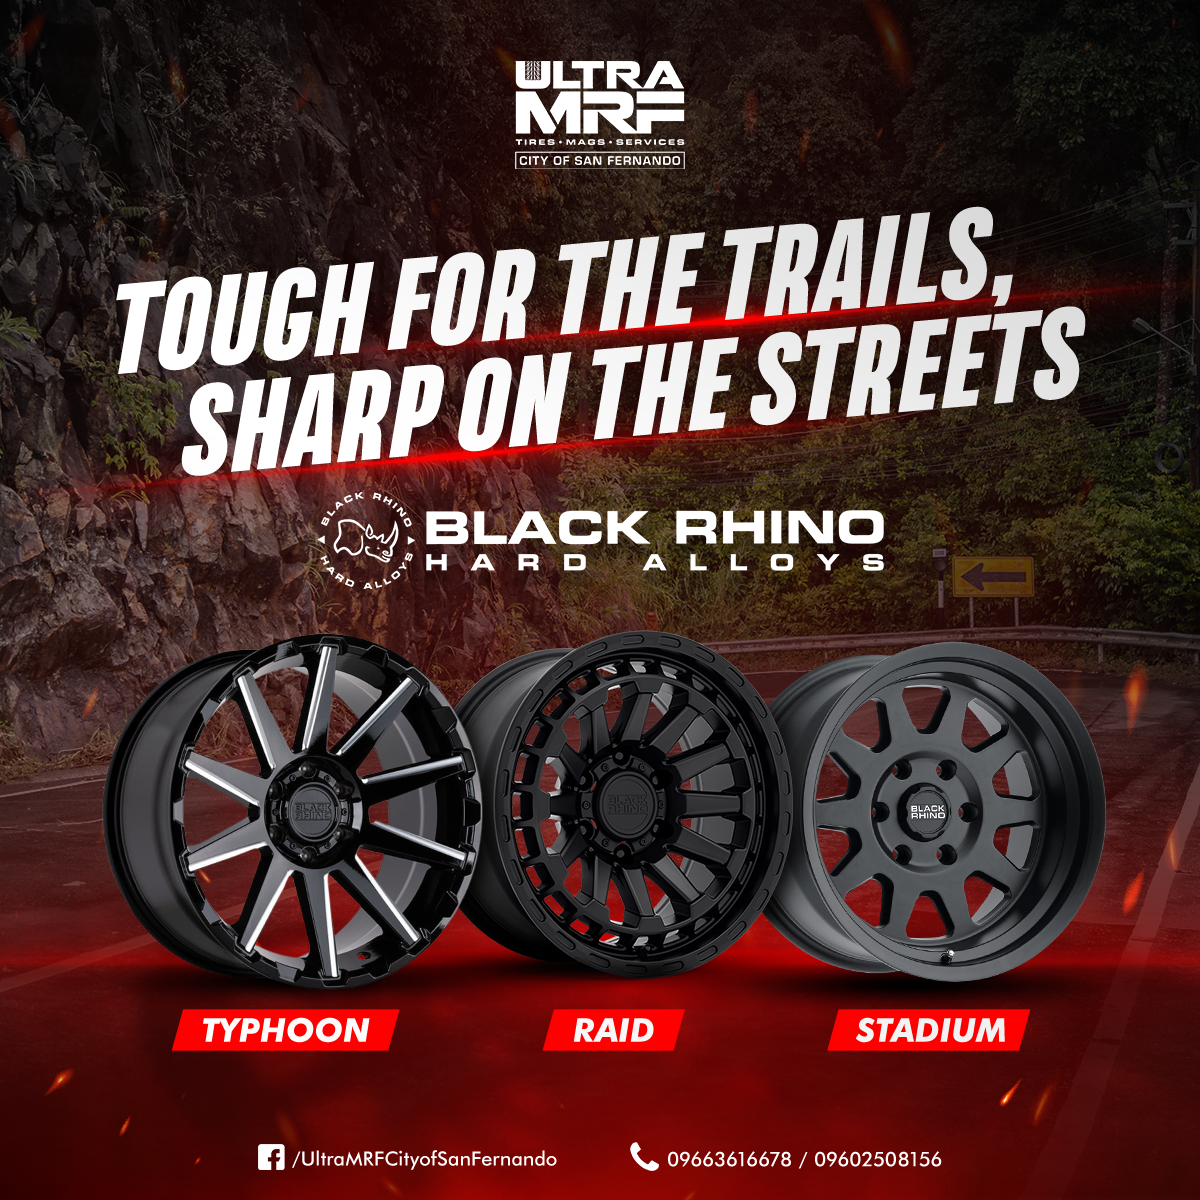 ULTRA
MRF
TIRES • MAGS • SERVICES
CITY OF SAN FERNANDO
TOUGH FOR THE TRAILS,
SHARP ON THE STREETS
BLACK RHINO
HARD ALLOYS
BLACK RHINO
HARD ALLOYS
BLACK
RHINO
BLACK
RHINO
BLACK
RHINO
TYPHOON
RAID
STADIUM
/UltraMRFCityofSanFernando
09663616678 / 09602508156